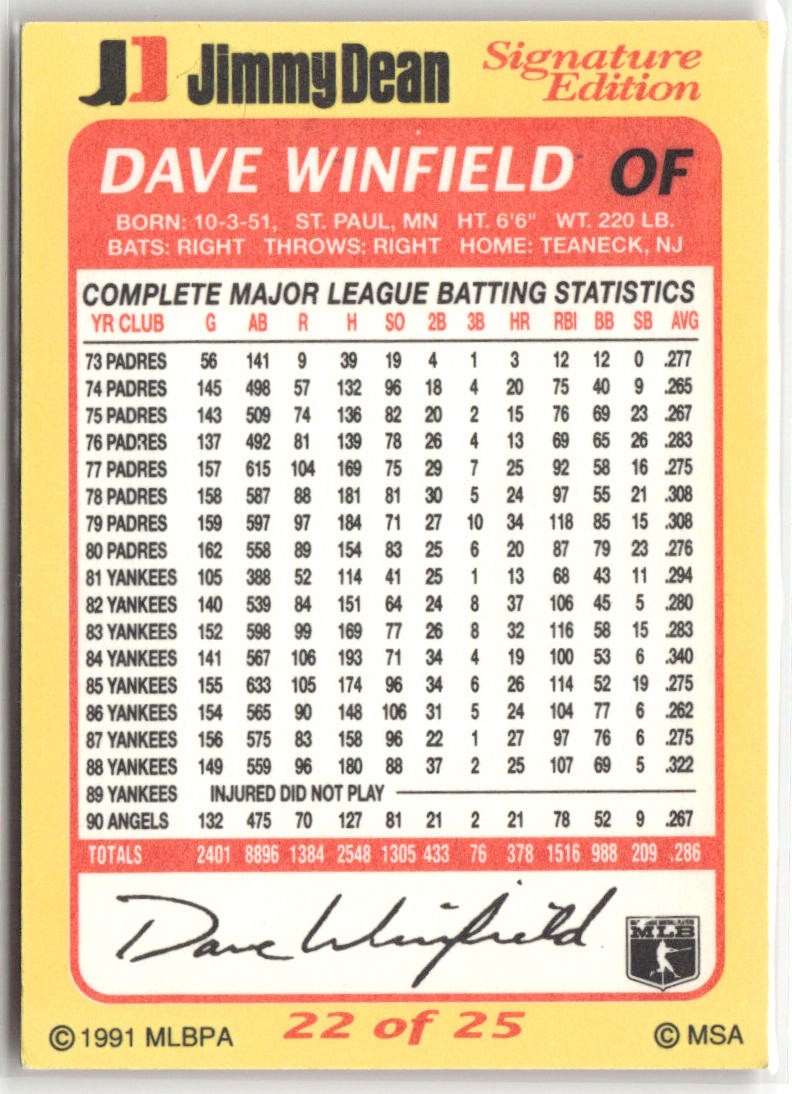 JimmyDean Signature
Edition
DAVE WINFIELD OF
BORN: 10-3-51, ST. PAUL, MN HT. 6'6" WT. 220 LB.
BATS: RIGHT THROWS: RIGHT HOME: TEANECK, NJ
COMPLETE MAJOR LEAGUE BATTING STATISTICS
YR CLUB G AB R H SO 2B 3B HR RBI BB SB AVG
73 PADRES 56 141 9 39 19 4 1 3 12 12 0 .277
74 PADRES 145 498 57 132 96 18 4 20 75 40 9 .265
75 PADRES 143 509 74 136 82 20 2 15 76 69 23 .267
76 PADRES 137 492 81 139 78 26 4 13 69 65 26 .283
77 PADRES 157 615 104 169 75 29 7 25 92 58 16 .275
78 PADRES 158 587 88 181 81 30 5 24 97 55 21 .308
79 PADRES 159 597 97 184 71 27 10 34 118 85 15 .308
80 PADRES 162 558 89 154 83 25 6 20 87 79 23 .276
81 YANKEES 105 388 52 114 41 25 1 13 68 43 11 .294
82 YANKEES 140 539 84 151 64 24 8 37 106 45 5 .280
83 YANKEES 152 598 99 169 77 26 8 32 116 58 15 .283
84 YANKEES 141 567 106 193 71 34 4 19 100 53 6 .340
85 YANKEES 155 633 105 174 96 34 6 26 114 52 19 .275
86 YANKEES 154 565 90 148 106 31 5 24 104 77 6 .262
87 YANKEES 156 575 83 158 96 22 1 27 97 76 6 .275
88 YANKEES 149 559 96 180 88 37 2 25 107 69 5 .322
89 YANKEES INJURED DID NOT PLAY
90 ANGELS 132 475 70 127 81 21 2 21 78 52 9 .267
TOTALS 2401 8896 1384 2548 1305 433 76 378 1516 988 209 .286
Dave Winfield
MLB
© 1991 MLBPA 22 of 25 © MSA